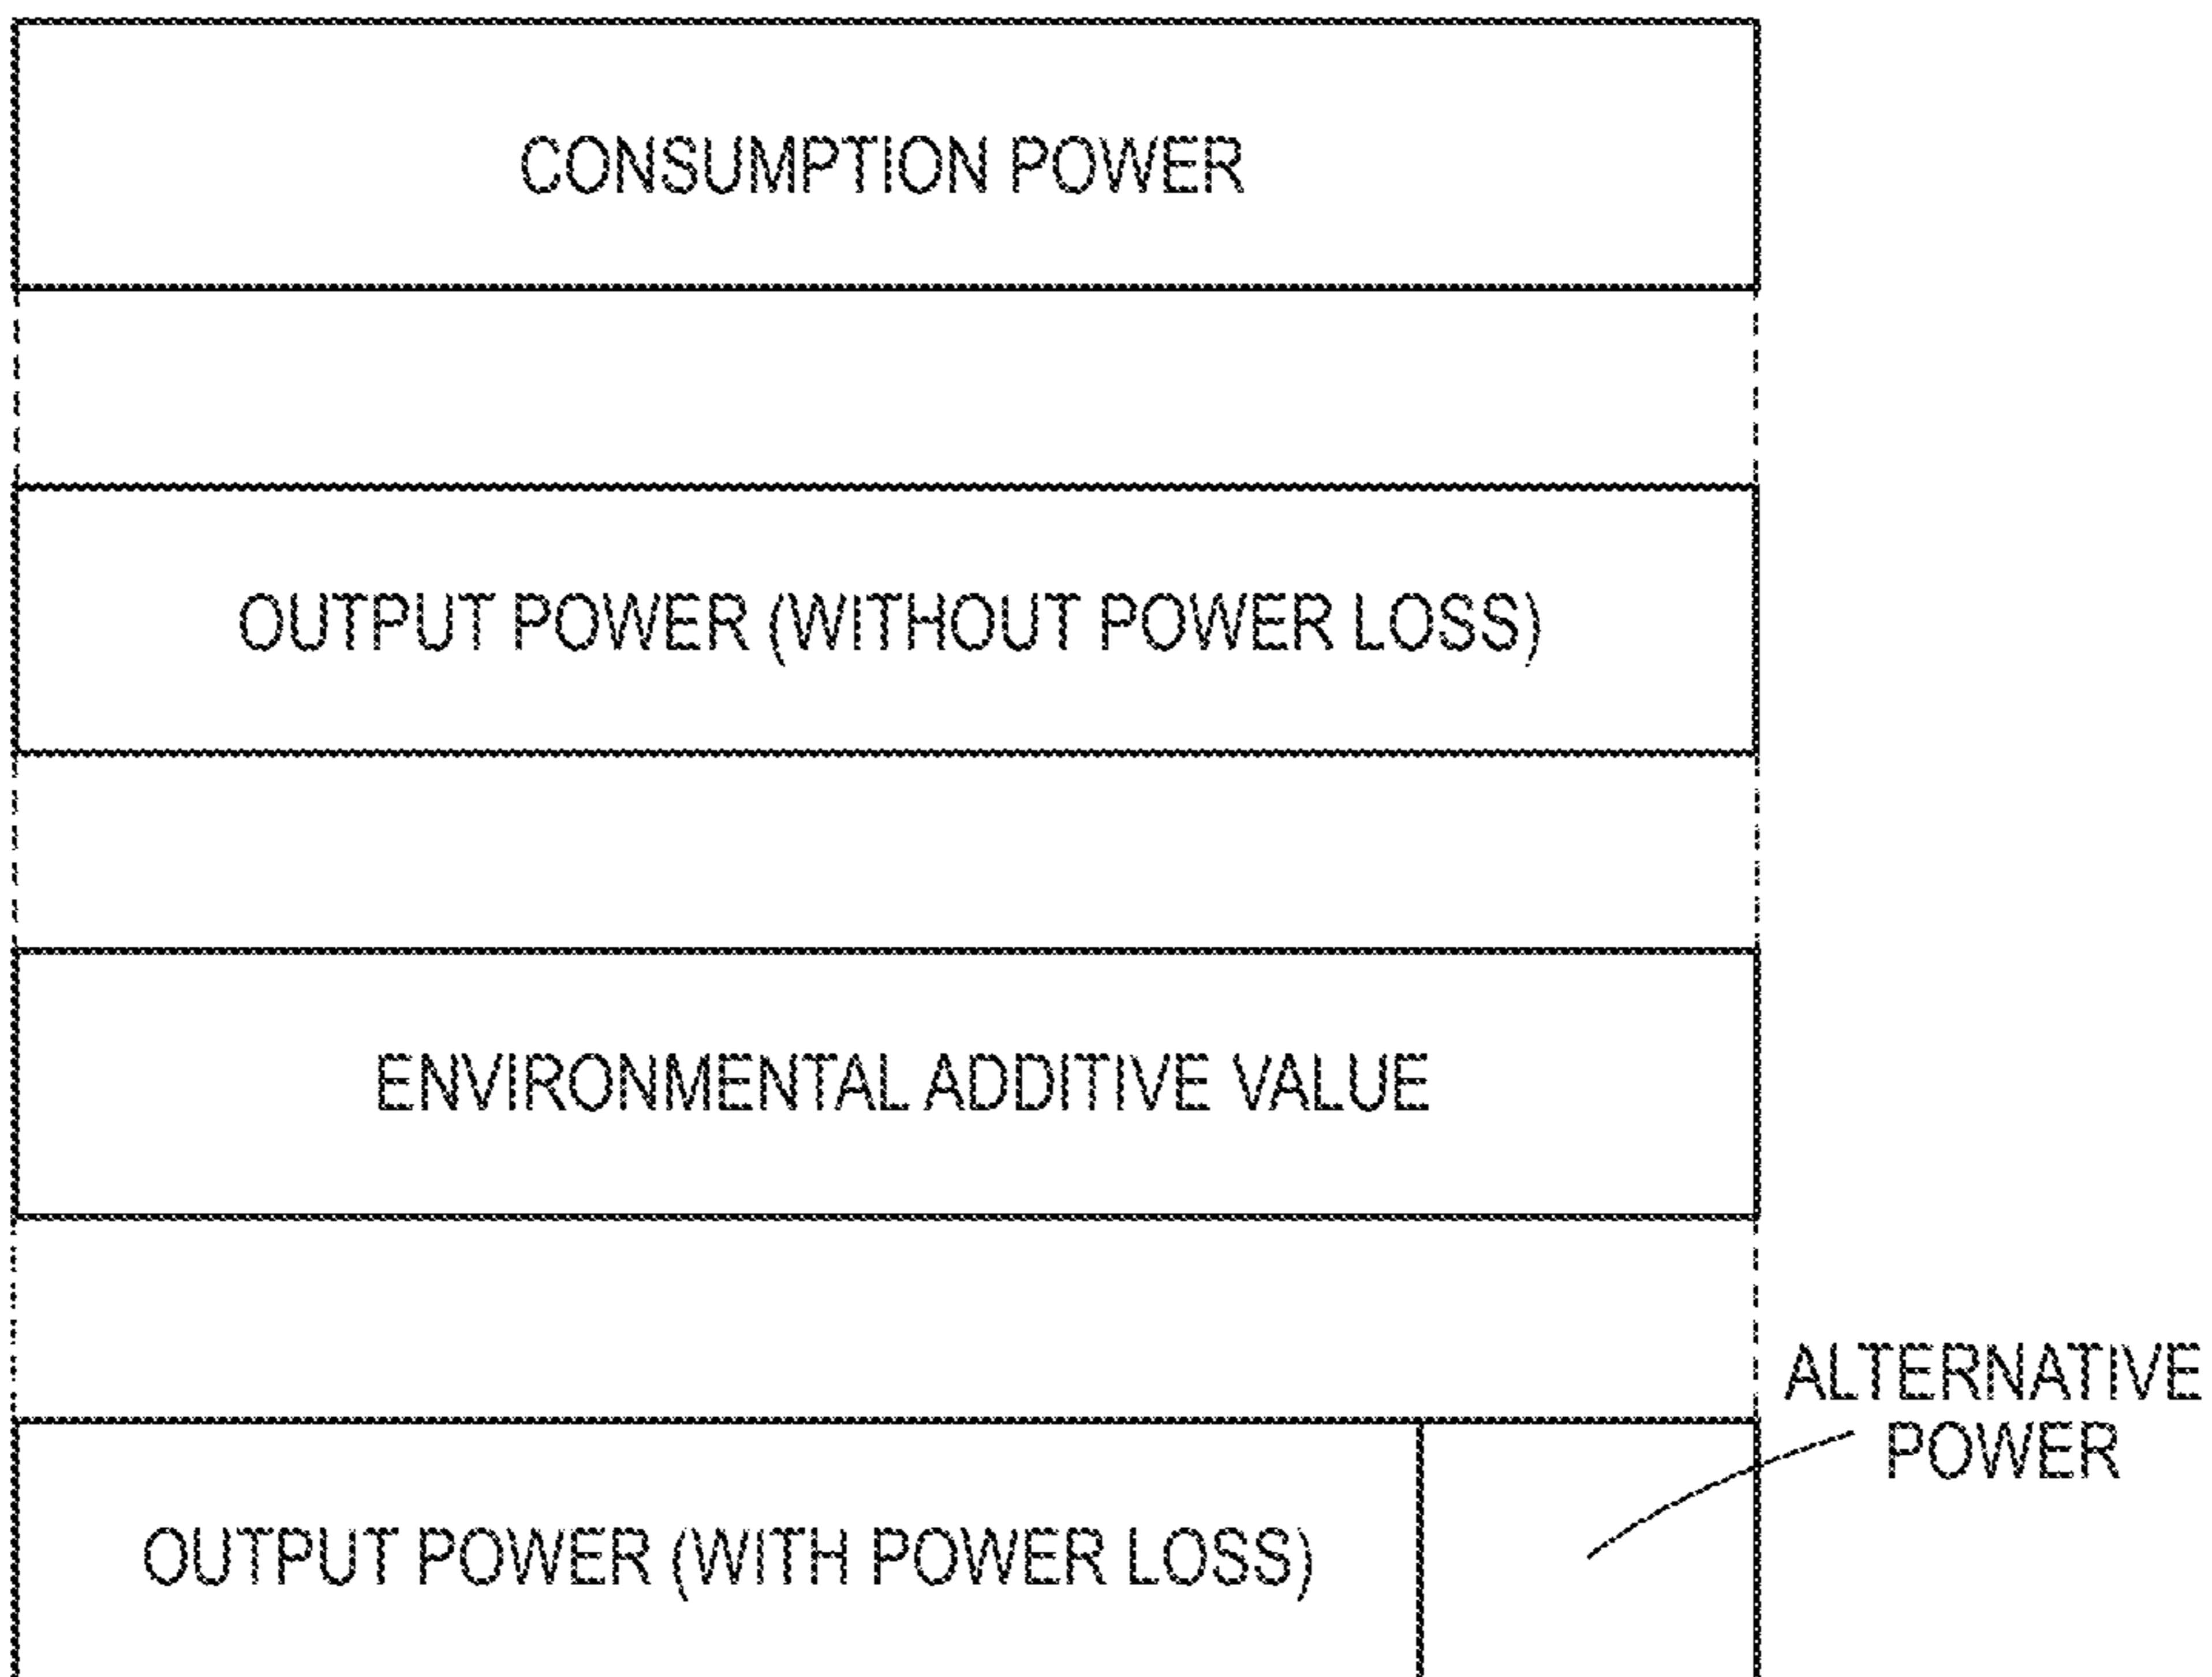 CONSUMPTION POWER
OUTPUT POWER (WITHOUT POWER LOSS)
ENVIRONMENTAL ADDITIVE VALUE
ALTERNATIVE
POWER
OUTPUT POWER (WITH POWER LOSS)